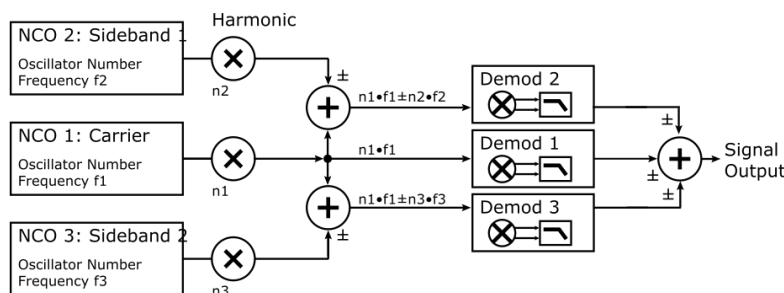 Harmonic
NCO 2: Sideband 1
Oscillator Number
Frequency f2
n2
±
n1•f1±n2•f2
Demod 2
±
NCO 1: Carrier
Oscillator Number
Frequency f1
n1
n1•f1
Demod 1
±
Signal
Output
±
n1•f1±n3•f3
Demod 3
±
NCO 3: Sideband 2
Oscillator Number
Frequency f3
n3